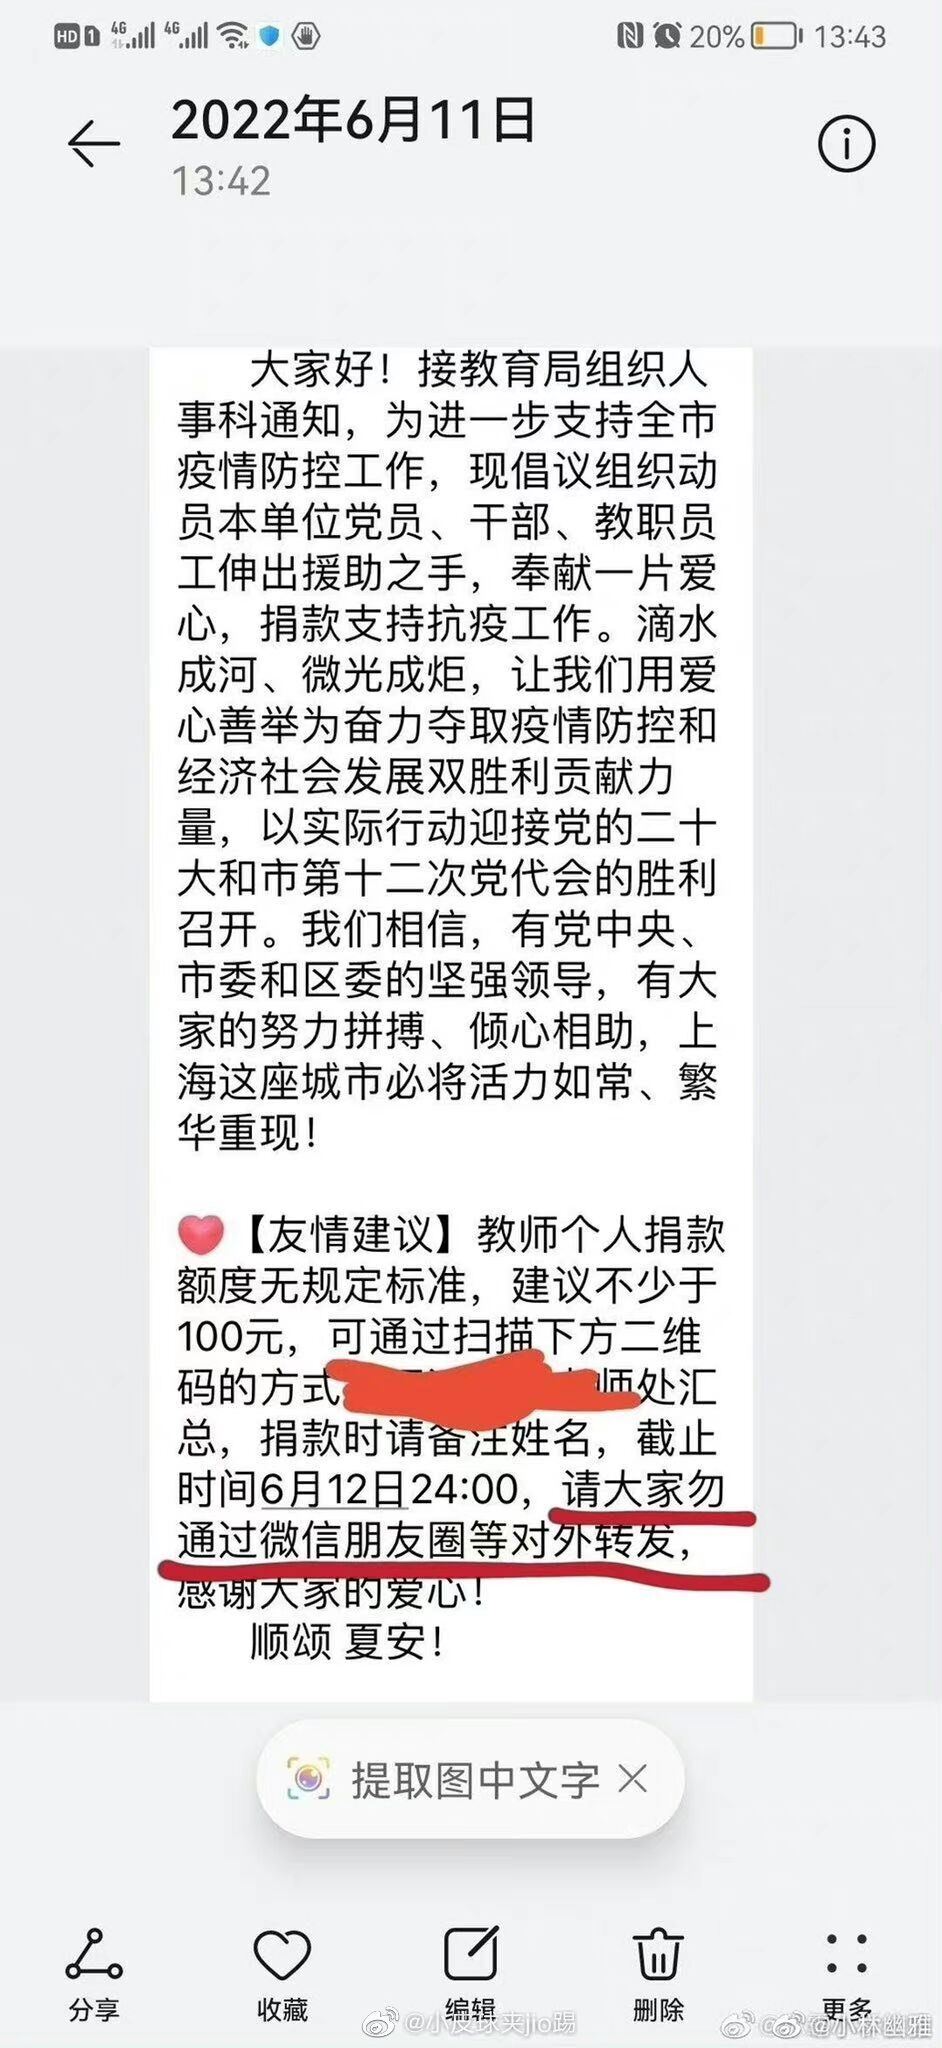 HD 1 4G 4G 20% 13:43
2022年6月11日
13:42
大家好！接教育局组织人
事科通知，为进一步支持全市
疫情防控工作，现倡议组织动
员本单位党员、干部、教职员
工伸出援助之手，奉献一片爱
心，捐款支持抗疫工作。滴水
成河、微光成炬，让我们用爱
心善举为奋力夺取疫情防控和
经济社会发展双胜利贡献力
量，以实际行动迎接党的二十
大和市第十二次党代会的胜利
召开。我们相信，有党中央、
市委和区委的坚强领导，有大
家的努力拼搏、倾心相助，上
海这座城市必将活力如常、繁
华重现！
【友情建议】教师个人捐款
额度无规定标准，建议不少于
100元，可通过扫描下方二维
码的方式 师处汇
总，捐款时请备注姓名，截止
时间6月12日24:00，请大家勿
通过微信朋友圈等对外转发，
感谢大家的爱心！
顺颂 夏安！
提取图中文字
分享 收藏 编辑 删除 更多
@小皮球夹jio踢
@小林幽雅